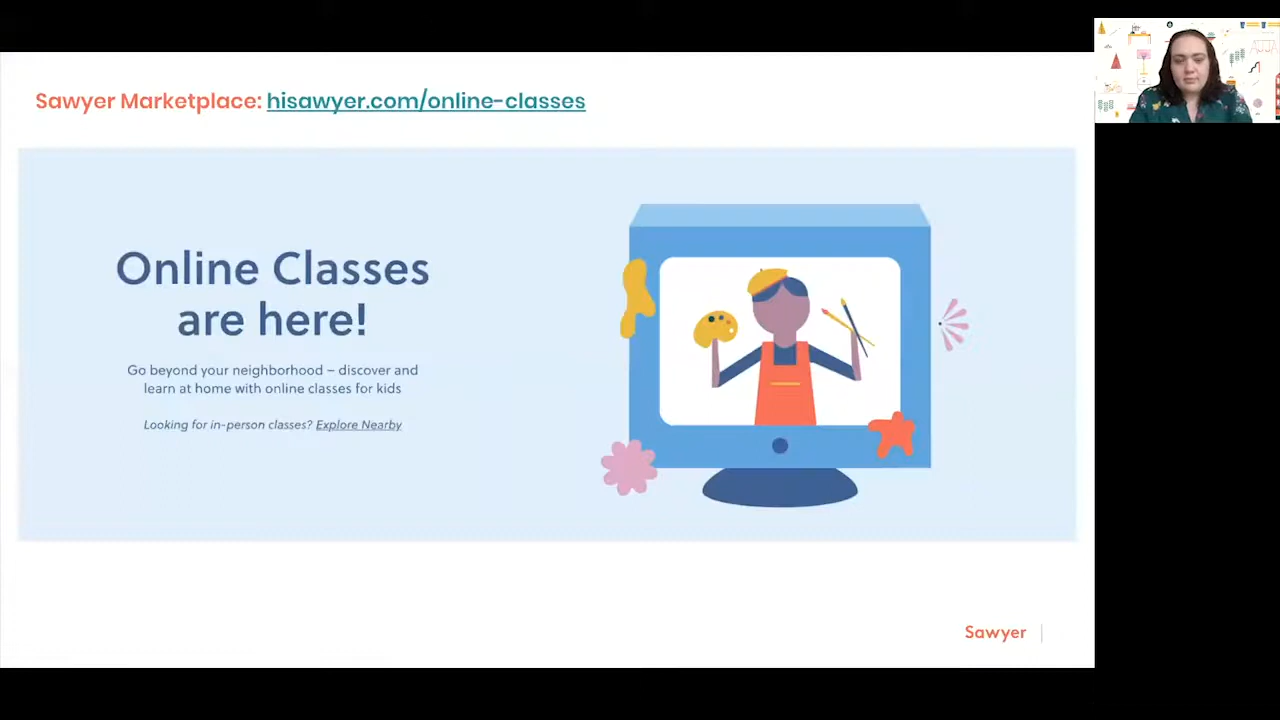 Sawyer Marketplace: hisawyer.com/online-classes
Online Classes
are here!
Go beyond your neighborhood – discover and
learn at home with online classes for kids
Looking for in-person classes? Explore Nearby
Sawyer